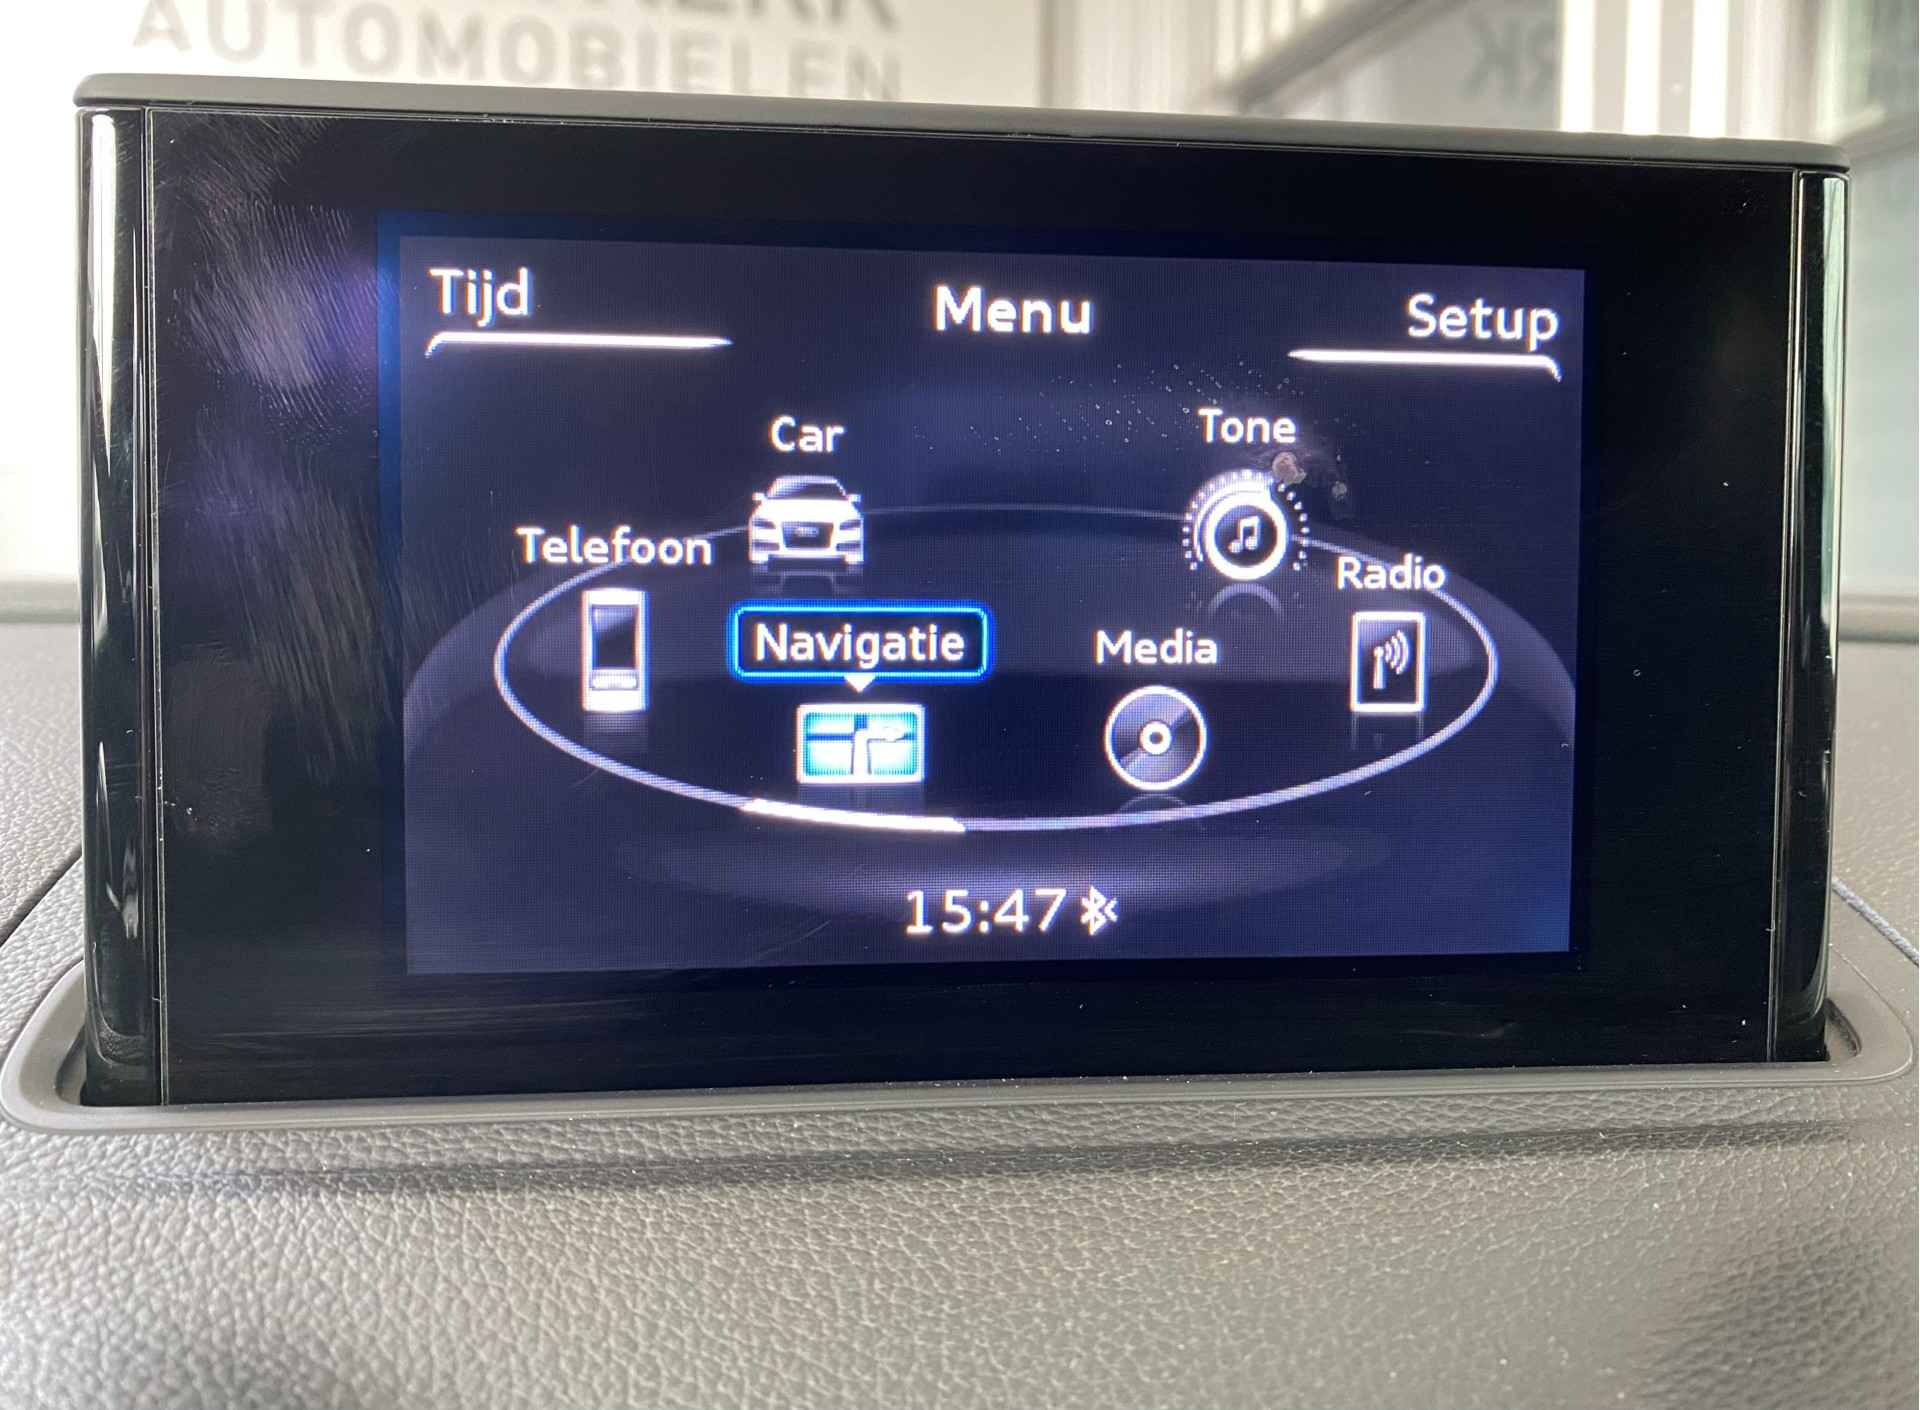 AUTOMOBIELEN
Tijd
Menu
Setup
Car
Tone
Telefoon
Radio
Navigatie
Media
15:47